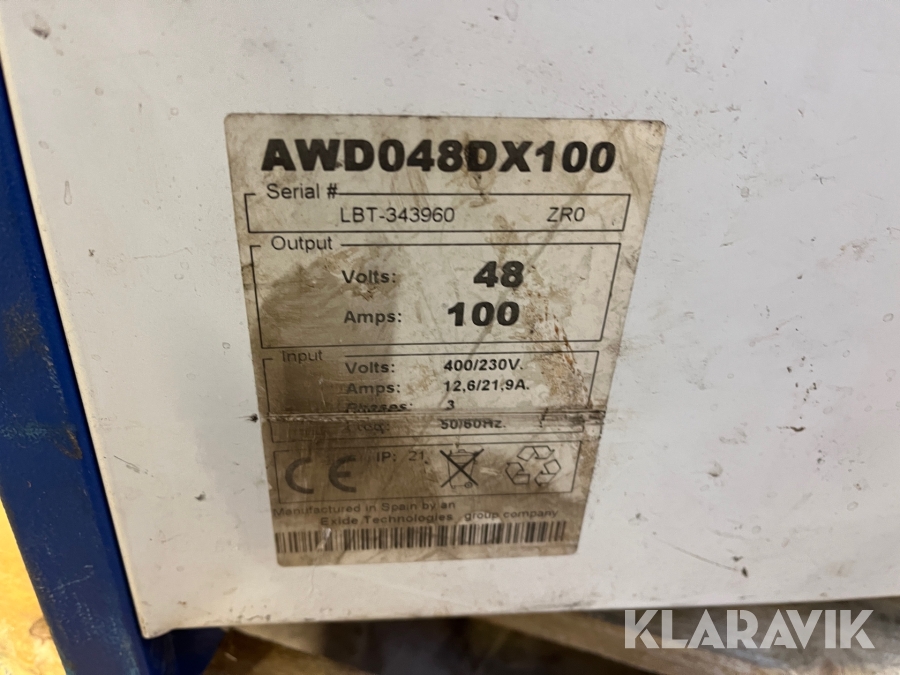 AWD048DX100
Serial #
LBT-343960 ZR0
Output
Volts: 48
Amps: 100
Input
Volts: 400/230V.
Amps: 12,6/21,9A.
Phases: 3
50/60Hz.
CE IP: 21
Manufactured in Spain by an
Exide Technologies group company
KLARAVIK